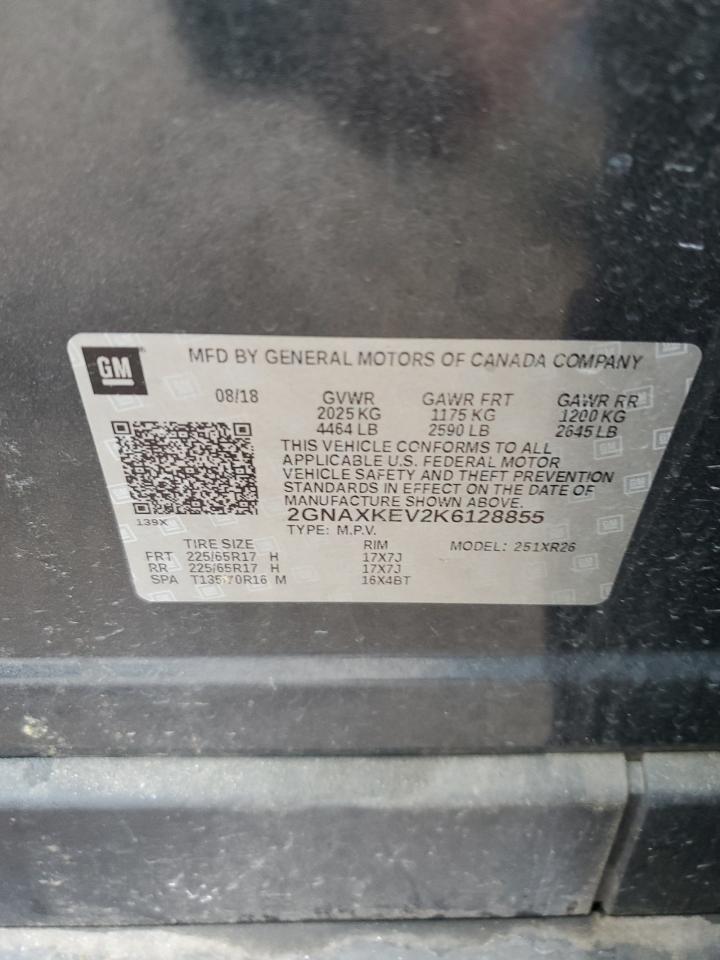 GM
MFD BY GENERAL MOTORS OF CANADA COMPANY
08/18 GVWR GAWR FRT GAWR RR
2025 KG 1175 KG 1200 KG
4464 LB 2590 LB 2645 LB
THIS VEHICLE CONFORMS TO ALL
APPLICABLE U.S. FEDERAL MOTOR
VEHICLE SAFETY AND THEFT PREVENTION
STANDARDS IN EFFECT ON THE DATE OF
MANUFACTURE SHOWN ABOVE.
139X 2GNAXKEV2K6128855
TYPE: M.P.V.
TIRE SIZE RIM MODEL: 251XR26
FRT 225/65R17 H 17X7J
RR 225/65R17 H 17X7J
SPA T135/70R16 M 16X4BT